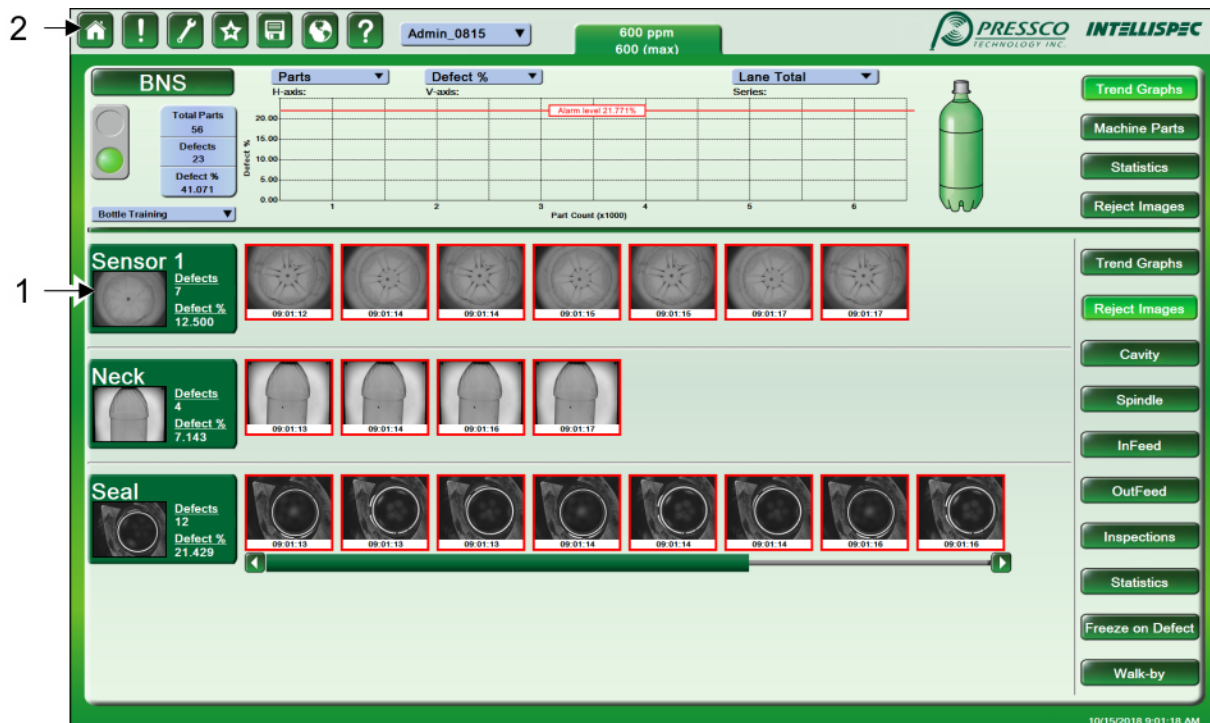 2
Admin_0815
600 ppm
600 (max)
PRESSCO
TECHNOLOGY INC.
INTELLISPEC
BNS
Total Parts
56
Defects
23
Defect %
41.071
Bottle Training
Parts
H-axis:
Defect %
V-axis:
Lane Total
Series:
Alarm level 21.771%
Defect %
20.00
15.00
10.00
5.00
0.00
1 2 3 4 5 6
Part Count (x1000)
Trend Graphs
Machine Parts
Statistics
Reject Images
1
Sensor 1
Defects
7
Defect %
12.500
09:01:12 09:01:14 09:01:14 09:01:15 09:01:15 09:01:17 09:01:17
Neck
Defects
4
Defect %
7.143
09:01:13 09:01:14 09:01:16 09:01:17
Seal
Defects
12
Defect %
21.429
09:01:13 09:01:13 09:01:13 09:01:14 09:01:14 09:01:14 09:01:16 09:01:16
Trend Graphs
Reject Images
Cavity
Spindle
InFeed
OutFeed
Inspections
Statistics
Freeze on Defect
Walk-by
10/15/2018 9:01:18 AM